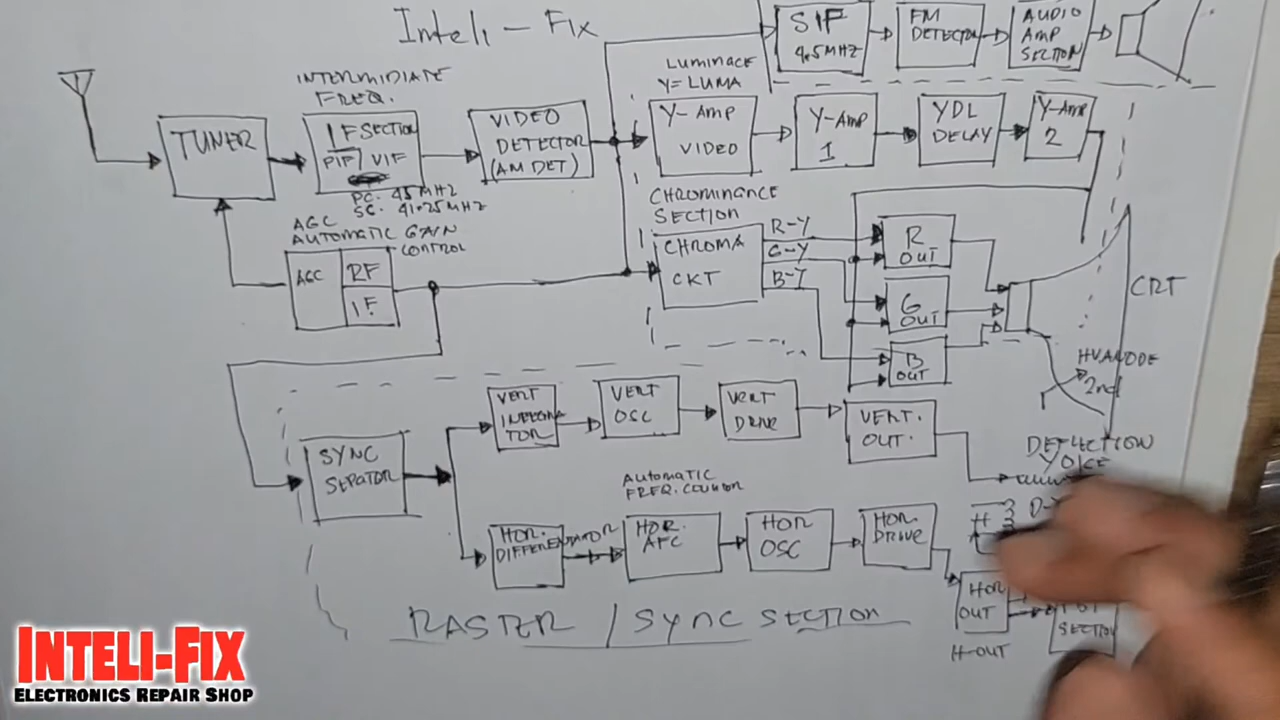 Inteli - Fix
SIF
4.5MHZ
FM
DETECTOR
AUDIO
AMP
SECTION
INTERMIDIATE
FREQ.
LUMINACE
Y=LUMA
TUNER
IF SECTION
PIF VIF
PC. 45 MHZ
SC. 41.25MHZ
VIDEO
DETECTOR
(AM DET)
Y-AMP
VIDEO
Y-AMP
1
YDL
DELAY
Y-AMP
2
AGC
AUTOMATIC GAIN
CONTROL
AGC
RF
IF
CHROMINANCE
SECTION
CHROMA
CKT
R-Y
G-Y
B-Y
R
OUT
G
OUT
B
OUT
CRT
HV ANODE
2nd
SYNC
SEPATOR
VERT
OSC
VERT
DRIVE
VERT.
OUT.
DEFLECTION
YOKE
H
AUTOMATIC
HOR.
HOR.
AFC
HOR
OSC
HOR.
DRIVE
HOR
OUT
SECTION
H-OUT
RASTER / SYNC SECTION
INTELI-FIX
ELECTRONICS REPAIR SHOP